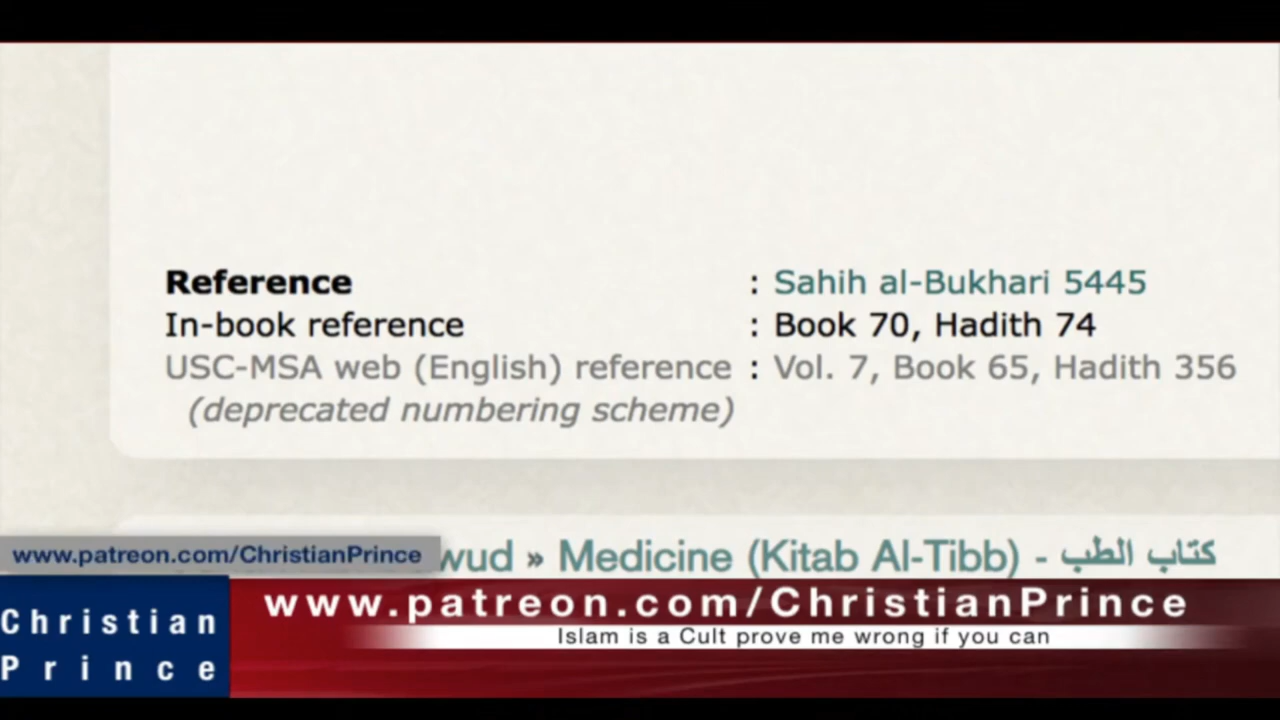 Reference : Sahih al-Bukhari 5445
In-book reference : Book 70, Hadith 74
USC-MSA web (English) reference : Vol. 7, Book 65, Hadith 356
(deprecated numbering scheme)
wud » Medicine (Kitab Al-Tibb) - كتاب الطب
www.patreon.com/ChristianPrince
www.patreon.com/ChristianPrince
Islam is a Cult prove me wrong if you can
Christian
Prince